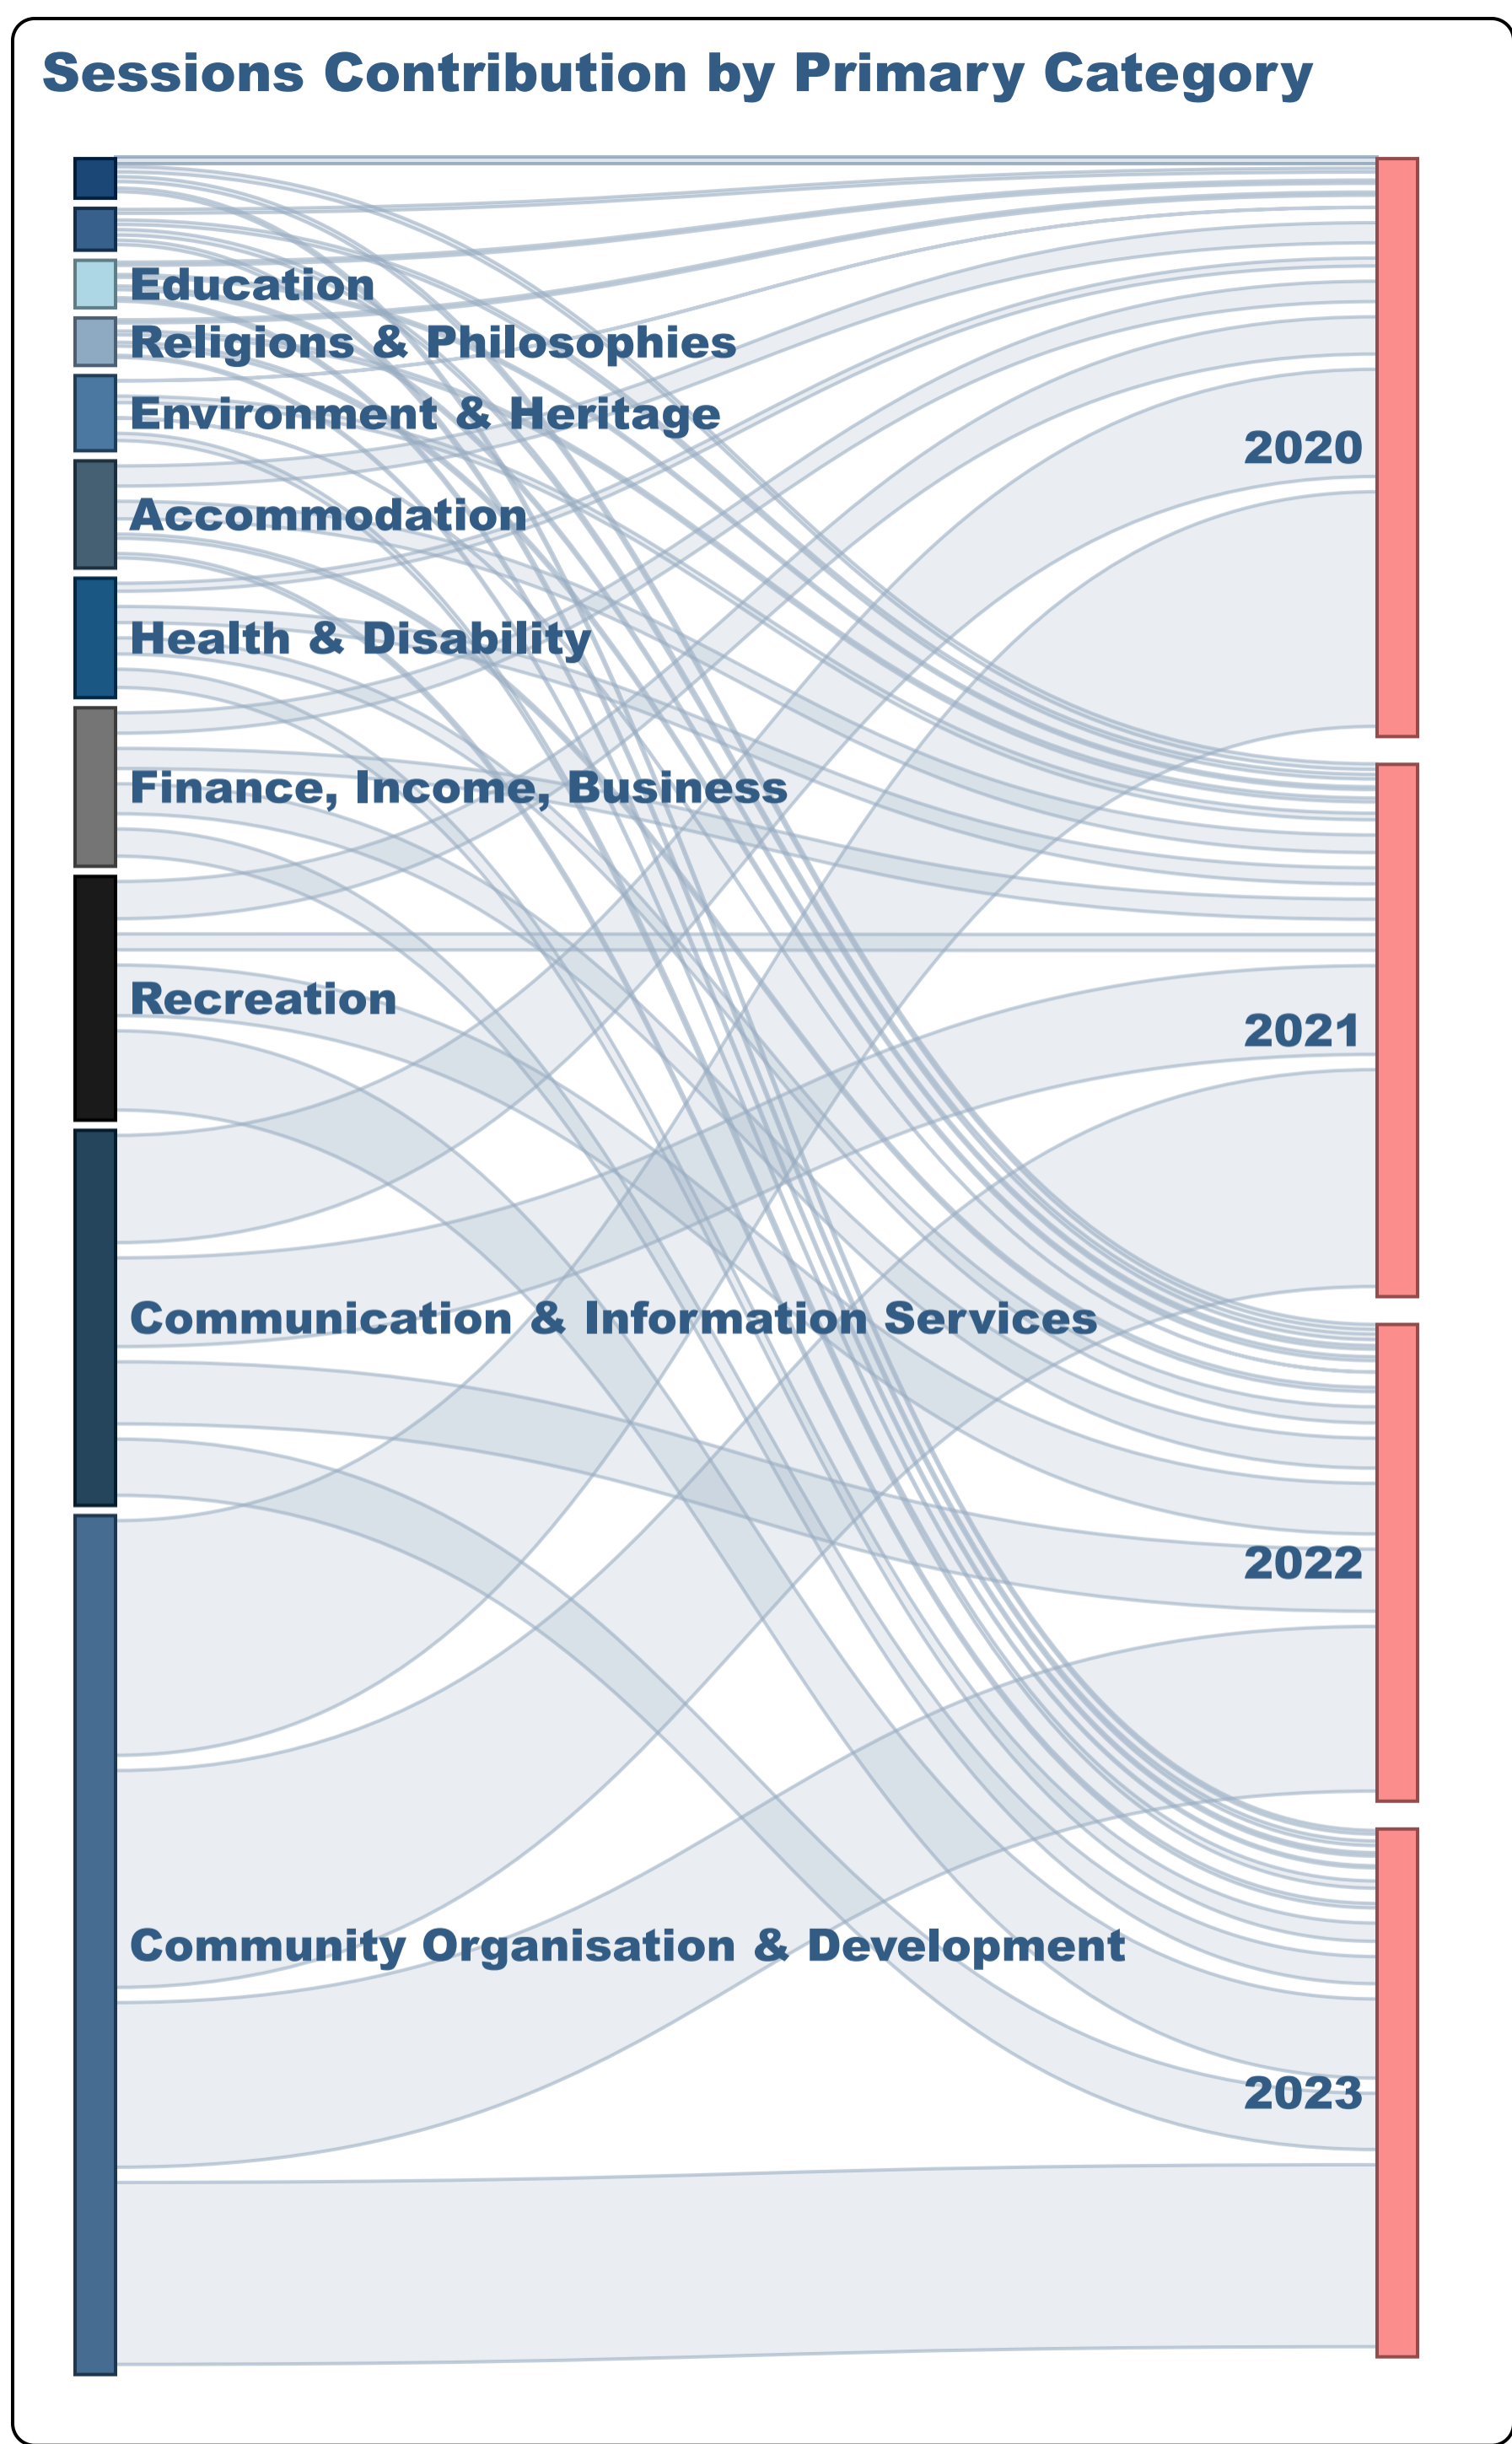 Sessions Contribution by Primary Category
Education
Religions & Philosophies
Environment & Heritage
2020
Accommodation
Health & Disability
Finance, Income, Business
Recreation
2021
Communication & Information Services
2022
Community Organisation & Development
2023